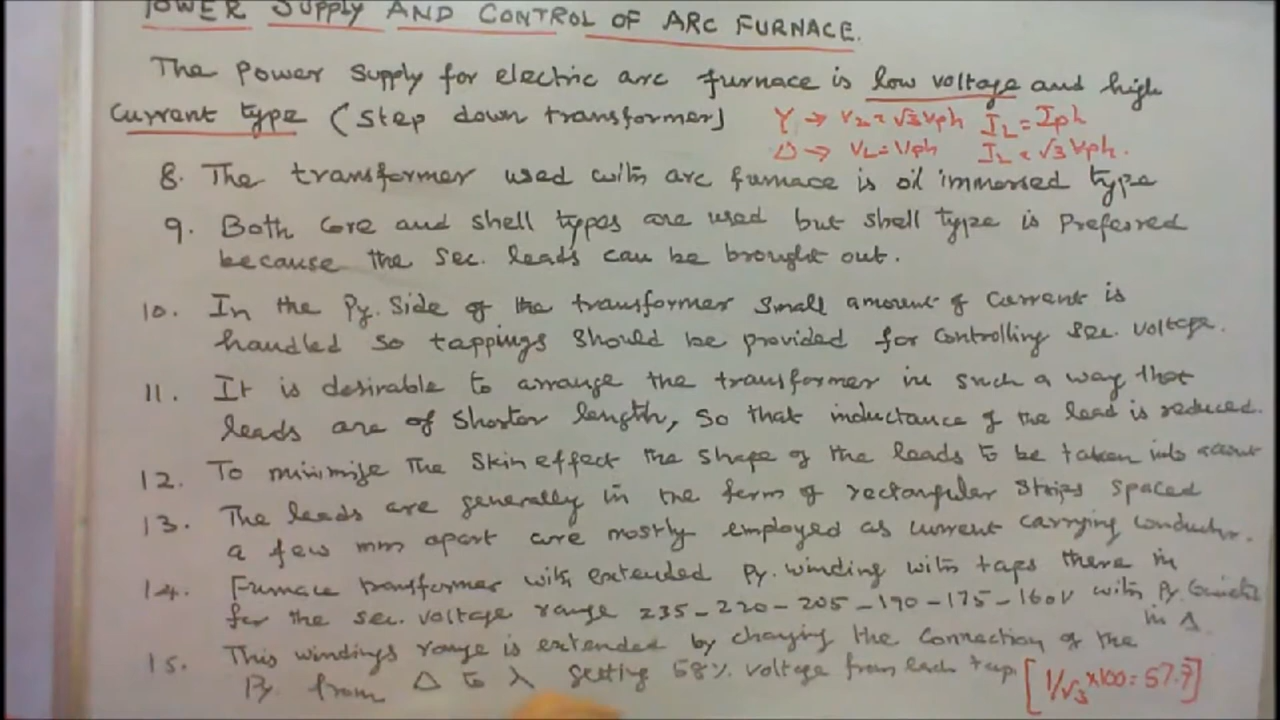 POWER SUPPLY AND CONTROL OF ARC FURNACE.
The power supply for electric arc furnace is low voltage and high
current type (step down transformer)
Y → VL = √3 Vph IL = Iph
Δ → VL = Vph IL = √3 Vph.
8. The transformer used with arc furnace is oil immersed type
9. Both core and shell types are used but shell type is preferred
because the sec. leads can be brought out.
10. In the Py. side of the transformer small amount of current is
handled so tappings should be provided for controlling sec. voltage.
11. It is desirable to arrange the transformer in such a way that
leads are of shorter length, so that inductance of the lead is reduced.
12. To minimise the skin effect the shape of the leads to be taken into account
13. The leads are generally in the form of rectangular strips spaced
a few mm apart are mostly employed as current carrying conductor.
14. Furnace transformer with extended Py. winding with taps there in
for the sec. voltage range 235-220-205-190-175-160V with Py.
in Δ.
15. This windings range is extended by changing the connection of the
Py. from Δ to ⅄ getting 58% voltage from each tap. [1/√3 ×100 = 57.7]